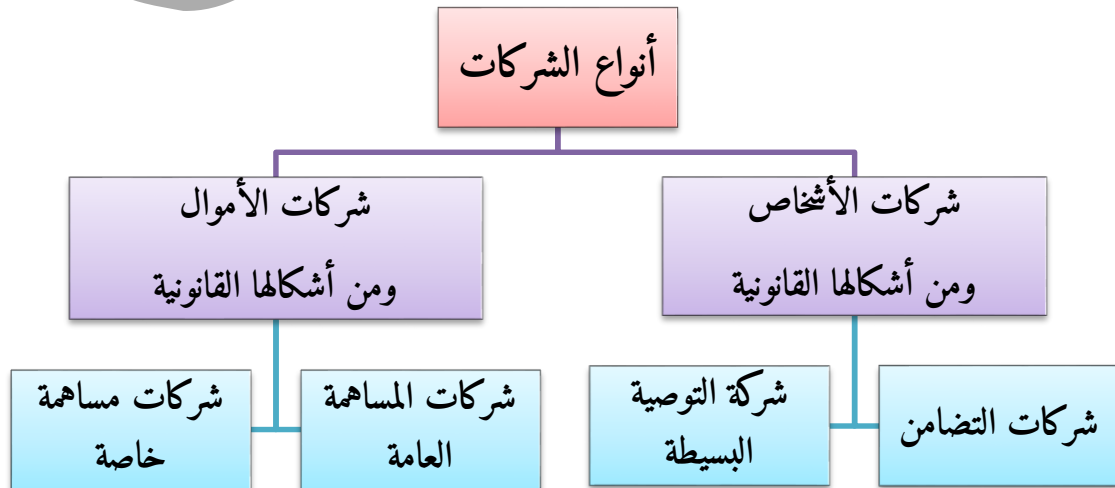 أنواع الشركات
شركات الأشخاص
ومن أشكالها القانونية
شركات الأموال
ومن أشكالها القانونية
شركات التضامن
شركة التوصية
البسيطة
شركات المساهمة
العامة
شركات مساهمة
خاصة